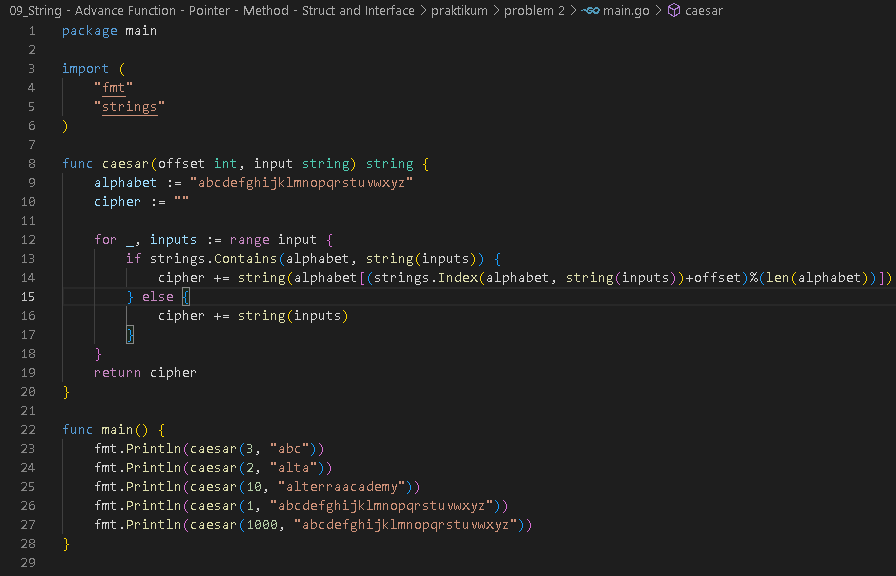 09_String - Advance Function - Pointer - Method - Struct and Interface > praktikum > problem 2 > main.go > caesar
1 package main
2
3 import (
4     "fmt"
5     "strings"
6 )
7
8 func caesar(offset int, input string) string {
9     alphabet := "abcdefghijklmnopqrstuvwxyz"
10     cipher := ""
11
12     for _, inputs := range input {
13         if strings.Contains(alphabet, string(inputs)) {
14             cipher += string(alphabet[(strings.Index(alphabet, string(inputs))+offset)%(len(alphabet))])
15         } else {
16             cipher += string(inputs)
17         }
18     }
19     return cipher
20 }
21
22 func main() {
23     fmt.Println(caesar(3, "abc"))
24     fmt.Println(caesar(2, "alta"))
25     fmt.Println(caesar(10, "alterraacademy"))
26     fmt.Println(caesar(1, "abcdefghijklmnopqrstuvwxyz"))
27     fmt.Println(caesar(1000, "abcdefghijklmnopqrstuvwxyz"))
28 }
29